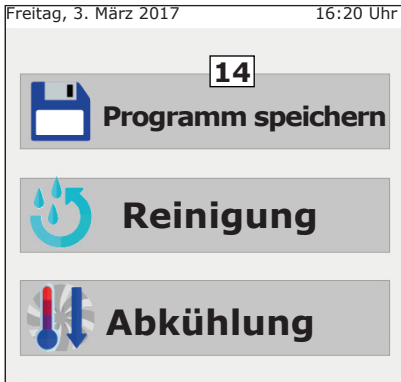 Freitag, 3. März 2017 16:20 Uhr
14
Programm speichern
Reinigung
Abkühlung